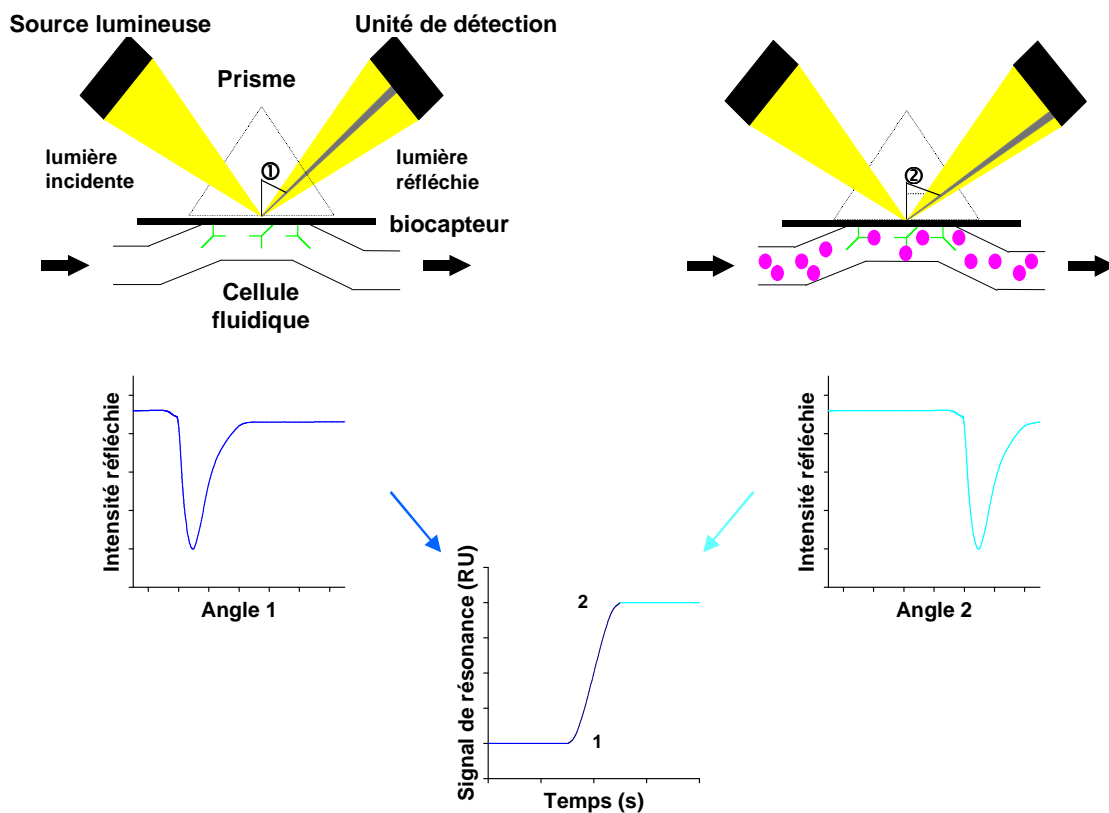 Source lumineuse
Unité de détection
Prisme
lumière
incidente
①
lumière
réfléchie
biocapteur
Cellule
fluidique
②
Intensité réfléchie
Angle 1
Intensité réfléchie
Angle 2
Signal de résonance (RU)
2
1
Temps (s)